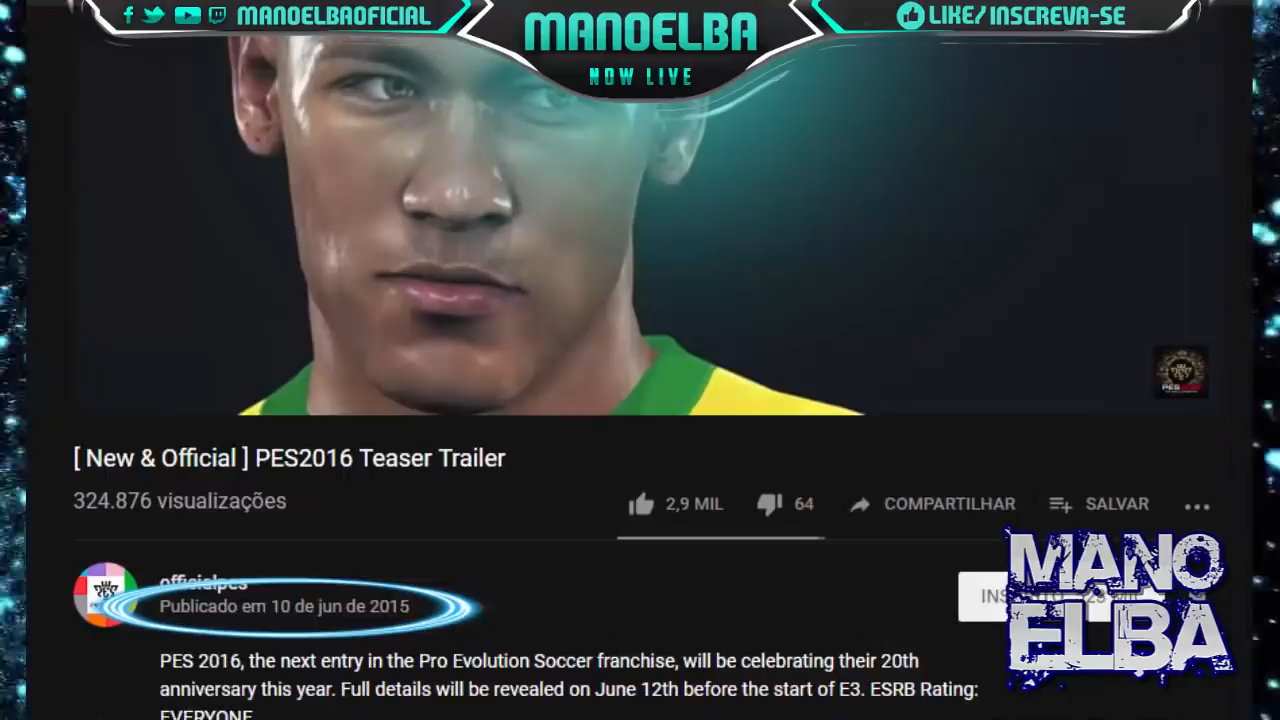 MANOELBAOFICIAL
MANOELBA
NOW LIVE
LIKE/INSCREVA-SE
[ New & Official ] PES2016 Teaser Trailer
324.876 visualizações
2,9 MIL
64
COMPARTILHAR
SALVAR
officialpes
Publicado em 10 de jun de 2015
MANO
ELBA
PES 2016, the next entry in the Pro Evolution Soccer franchise, will be celebrating their 20th
anniversary this year. Full details will be revealed on June 12th before the start of E3. ESRB Rating:
EVERYONE